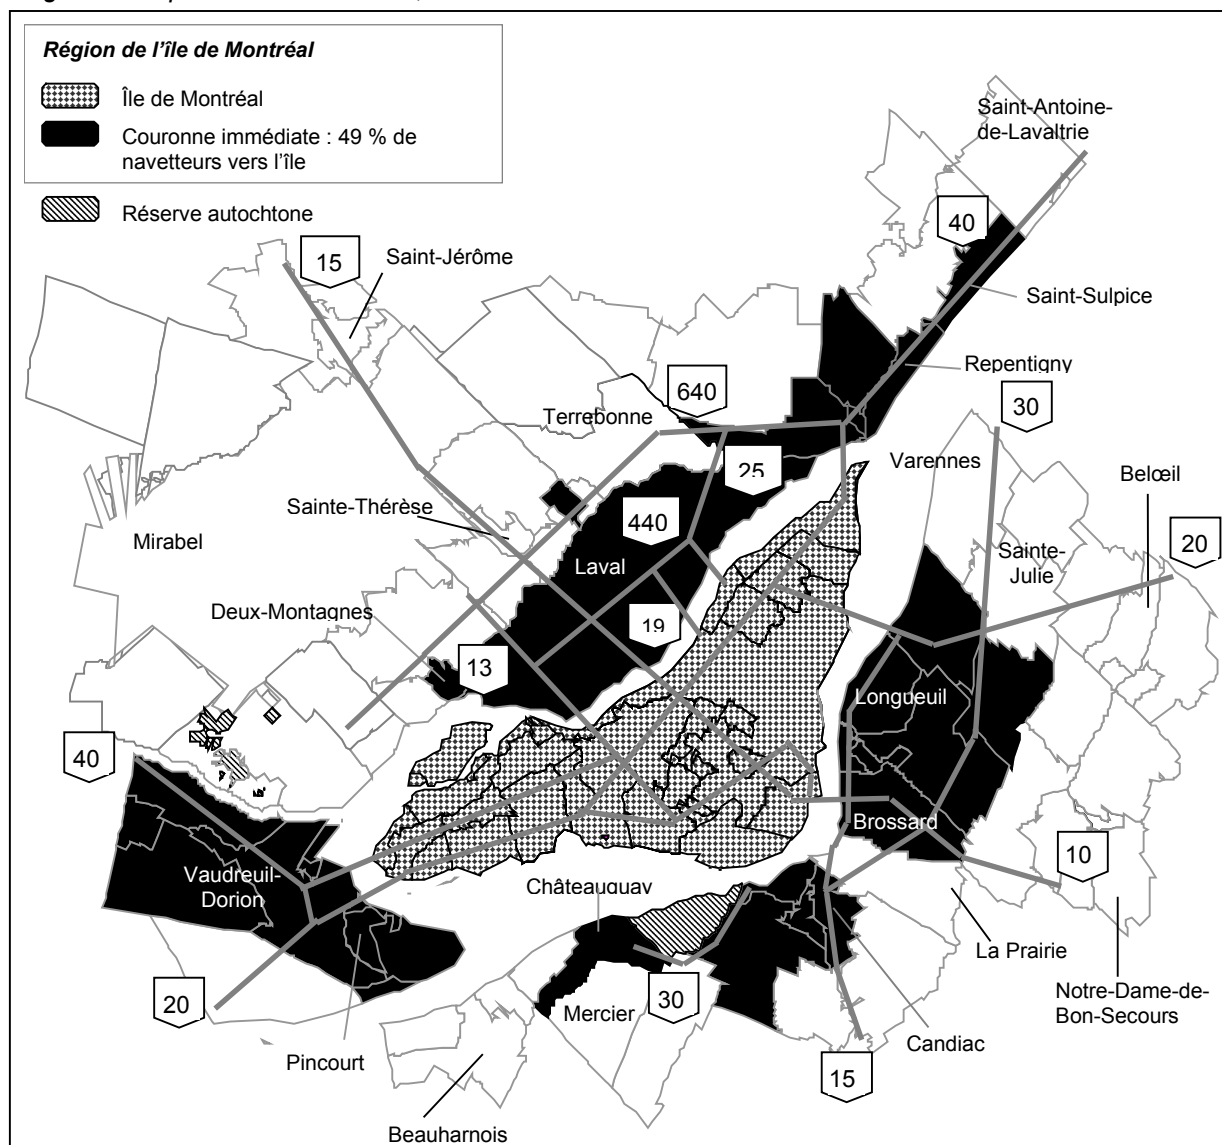 Région de l'île de Montréal
Île de Montréal
Couronne immédiate : 49 % de
navetteurs vers l'île
Réserve autochtone
Saint-Antoine-
de-Lavaltrie
40
15
Saint-Jérôme
Saint-Sulpice
Repentigny
640
Terrebonne
30
Varennes
25
Belœil
Sainte-Thérèse
440
Mirabel
20
Sainte-
Julie
Laval
Deux-Montagnes
19
13
Longueuil
40
Brossard
10
Vaudreuil-
Dorion
Châteauguay
La Prairie
20
30
Mercier
Notre-Dame-de-
Bon-Secours
Candiac
Pincourt
15
Beauharnois